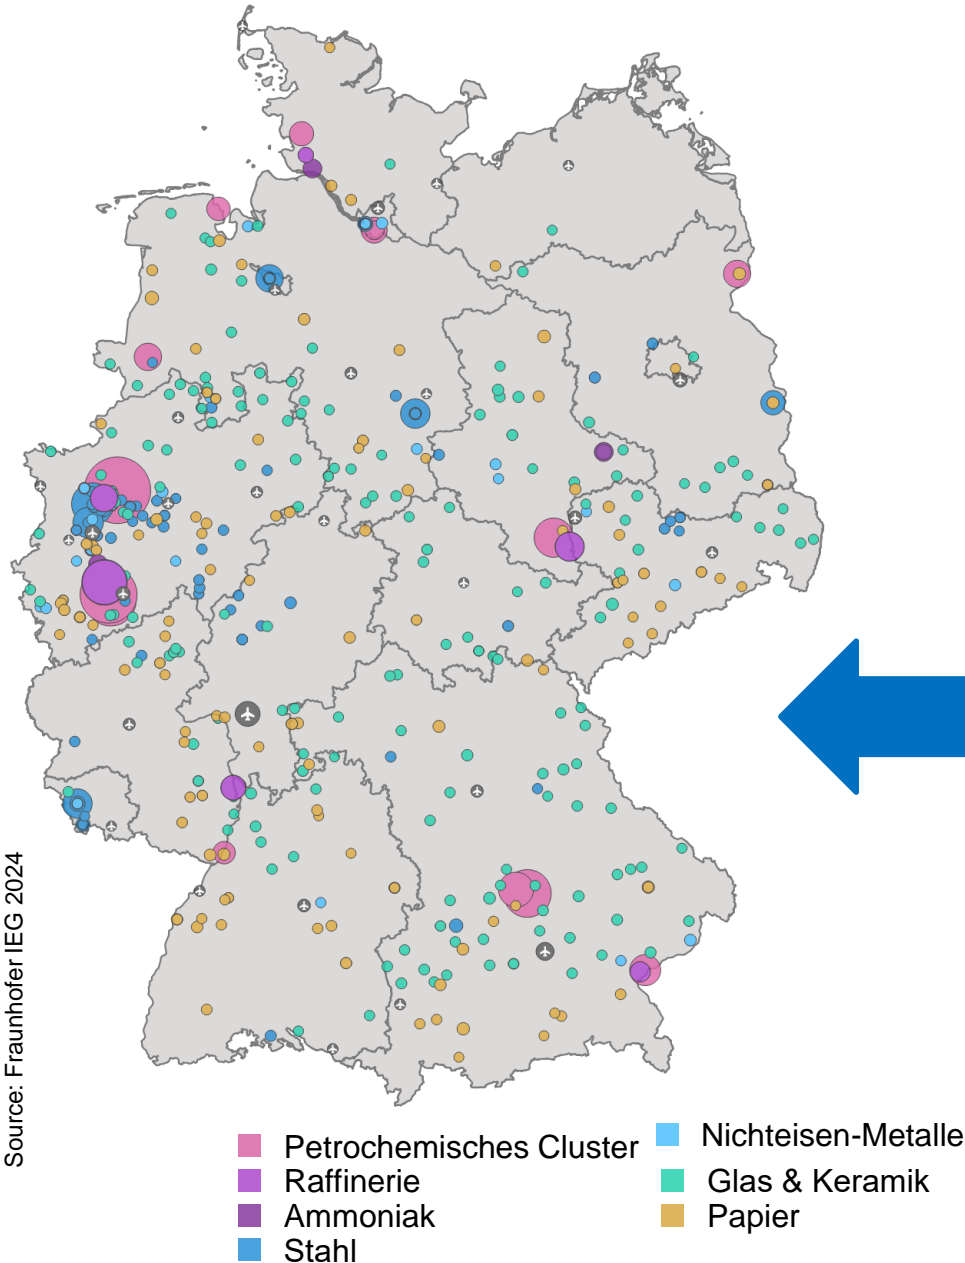 Source: Fraunhofer IEG 2024
Petrochemisches Cluster
Raffinerie
Ammoniak
Stahl
Nichteisen-Metalle
Glas & Keramik
Papier